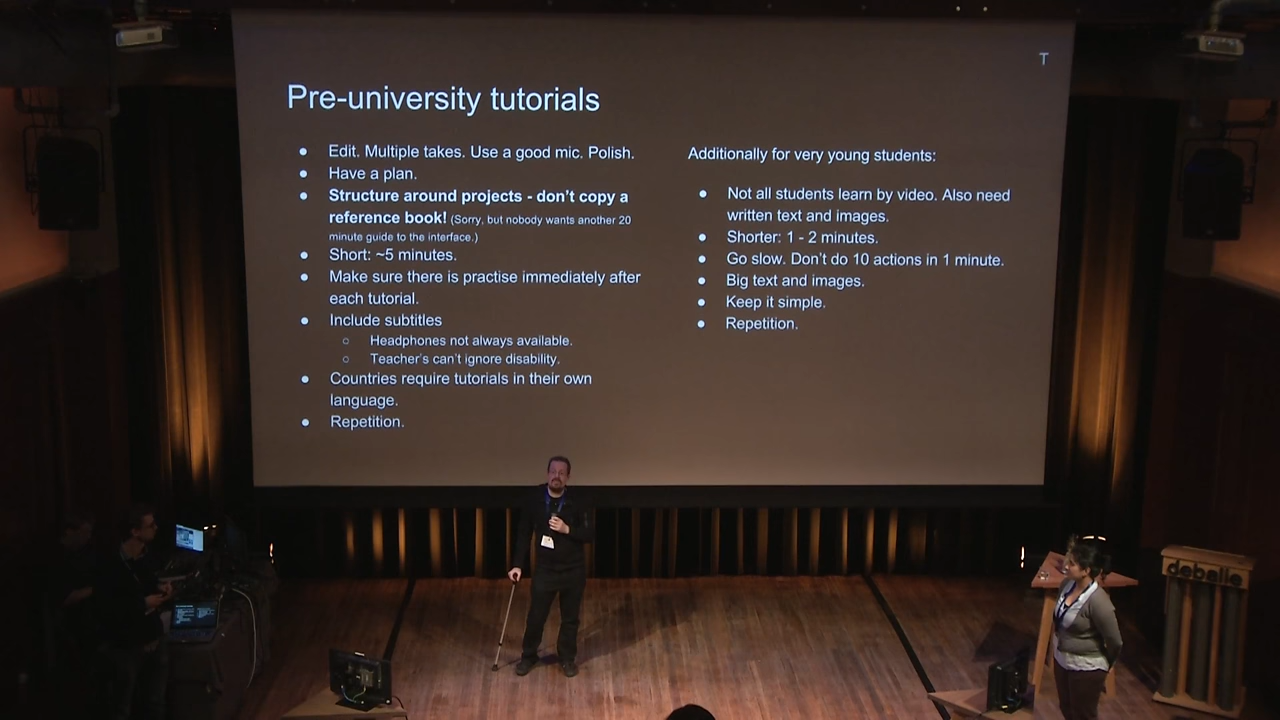 T
Pre-university tutorials
● Edit. Multiple takes. Use a good mic. Polish.
● Have a plan.
● Structure around projects - don't copy a
reference book! (Sorry, but nobody wants another 20
minute guide to the interface.)
● Short: ~5 minutes.
● Make sure there is practise immediately after
each tutorial.
● Include subtitles
○ Headphones not always available.
○ Teacher's can't ignore disability.
● Countries require tutorials in their own
language.
● Repetition.
Additionally for very young students:
● Not all students learn by video. Also need
written text and images.
● Shorter: 1 - 2 minutes.
● Go slow. Don't do 10 actions in 1 minute.
● Big text and images.
● Keep it simple.
● Repetition.
deballe